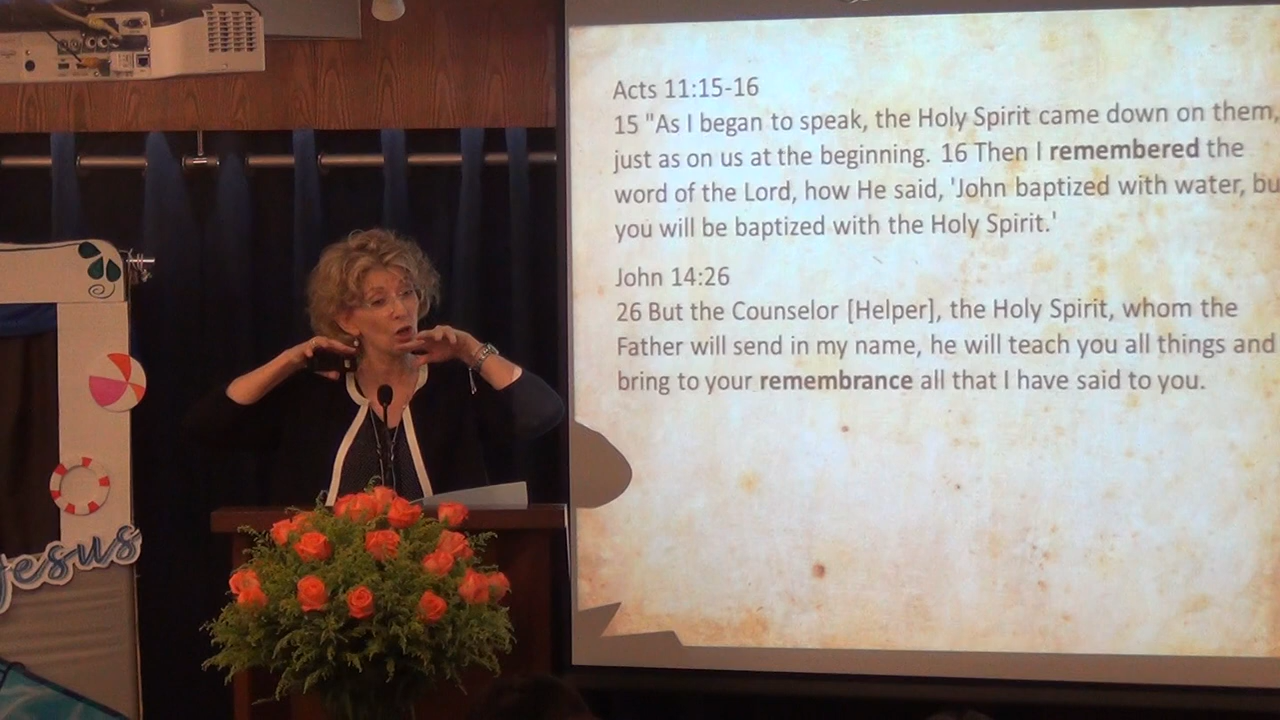 Acts 11:15-16
15 "As I began to speak, the Holy Spirit came down on them,
just as on us at the beginning. 16 Then I remembered the
word of the Lord, how He said, 'John baptized with water, bu
you will be baptized with the Holy Spirit.'
John 14:26
26 But the Counselor [Helper], the Holy Spirit, whom the
Father will send in my name, he will teach you all things and
bring to your remembrance all that I have said to you.
Jesus